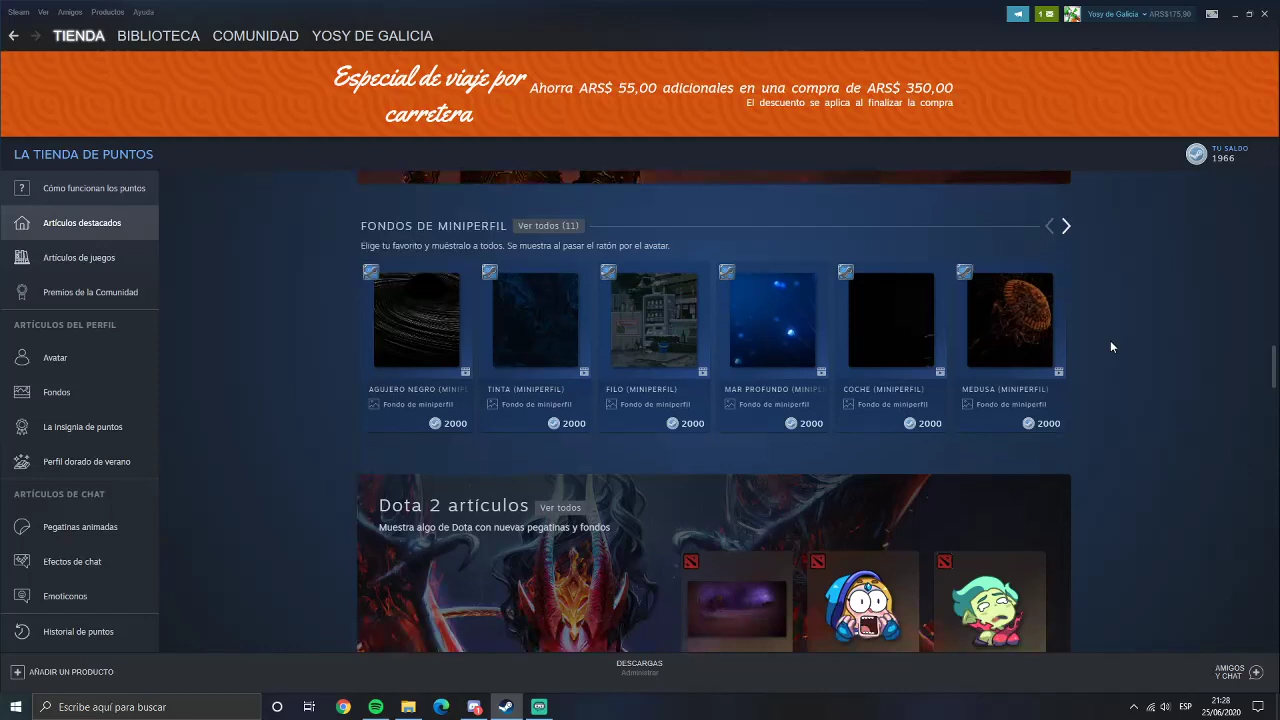 Steam Ver Amigos Productos Ayuda
1
Yosy de Galicia
ARS$175,90
TIENDA BIBLIOTECA COMUNIDAD YOSY DE GALICIA
Especial de viaje por
carretera
Ahorra ARS$ 55,00 adicionales en una compra de ARS$ 350,00
El descuento se aplica al finalizar la compra
LA TIENDA DE PUNTOS
TU SALDO
1966
Cómo funcionan los puntos
Artículos destacados
Artículos de juegos
Premios de la Comunidad
ARTÍCULOS DEL PERFIL
Avatar
Fondos
La insignia de puntos
Perfil dorado de verano
ARTÍCULOS DE CHAT
Pegatinas animadas
Efectos de chat
Emoticonos
Historial de puntos
FONDOS DE MINIPERFIL Ver todos (11)
Elige tu favorito y muéstralo a todos. Se muestra al pasar el ratón por el avatar.
AGUJERO NEGRO (MINIPE
Fondo de miniperfil
2000
TINTA (MINIPERFIL)
Fondo de miniperfil
2000
FILO (MINIPERFIL)
Fondo de miniperfil
2000
MAR PROFUNDO (MINIPE
Fondo de miniperfil
2000
COCHE (MINIPERFIL)
Fondo de miniperfil
2000
MEDUSA (MINIPERFIL)
Fondo de miniperfil
2000
Dota 2 artículos Ver todos
Muestra algo de Dota con nuevas pegatinas y fondos
AÑADIR UN PRODUCTO
DESCARGAS
Administrar
AMIGOS
Y CHAT
Escribe aquí para buscar
ESP
21:28
25/06/2020